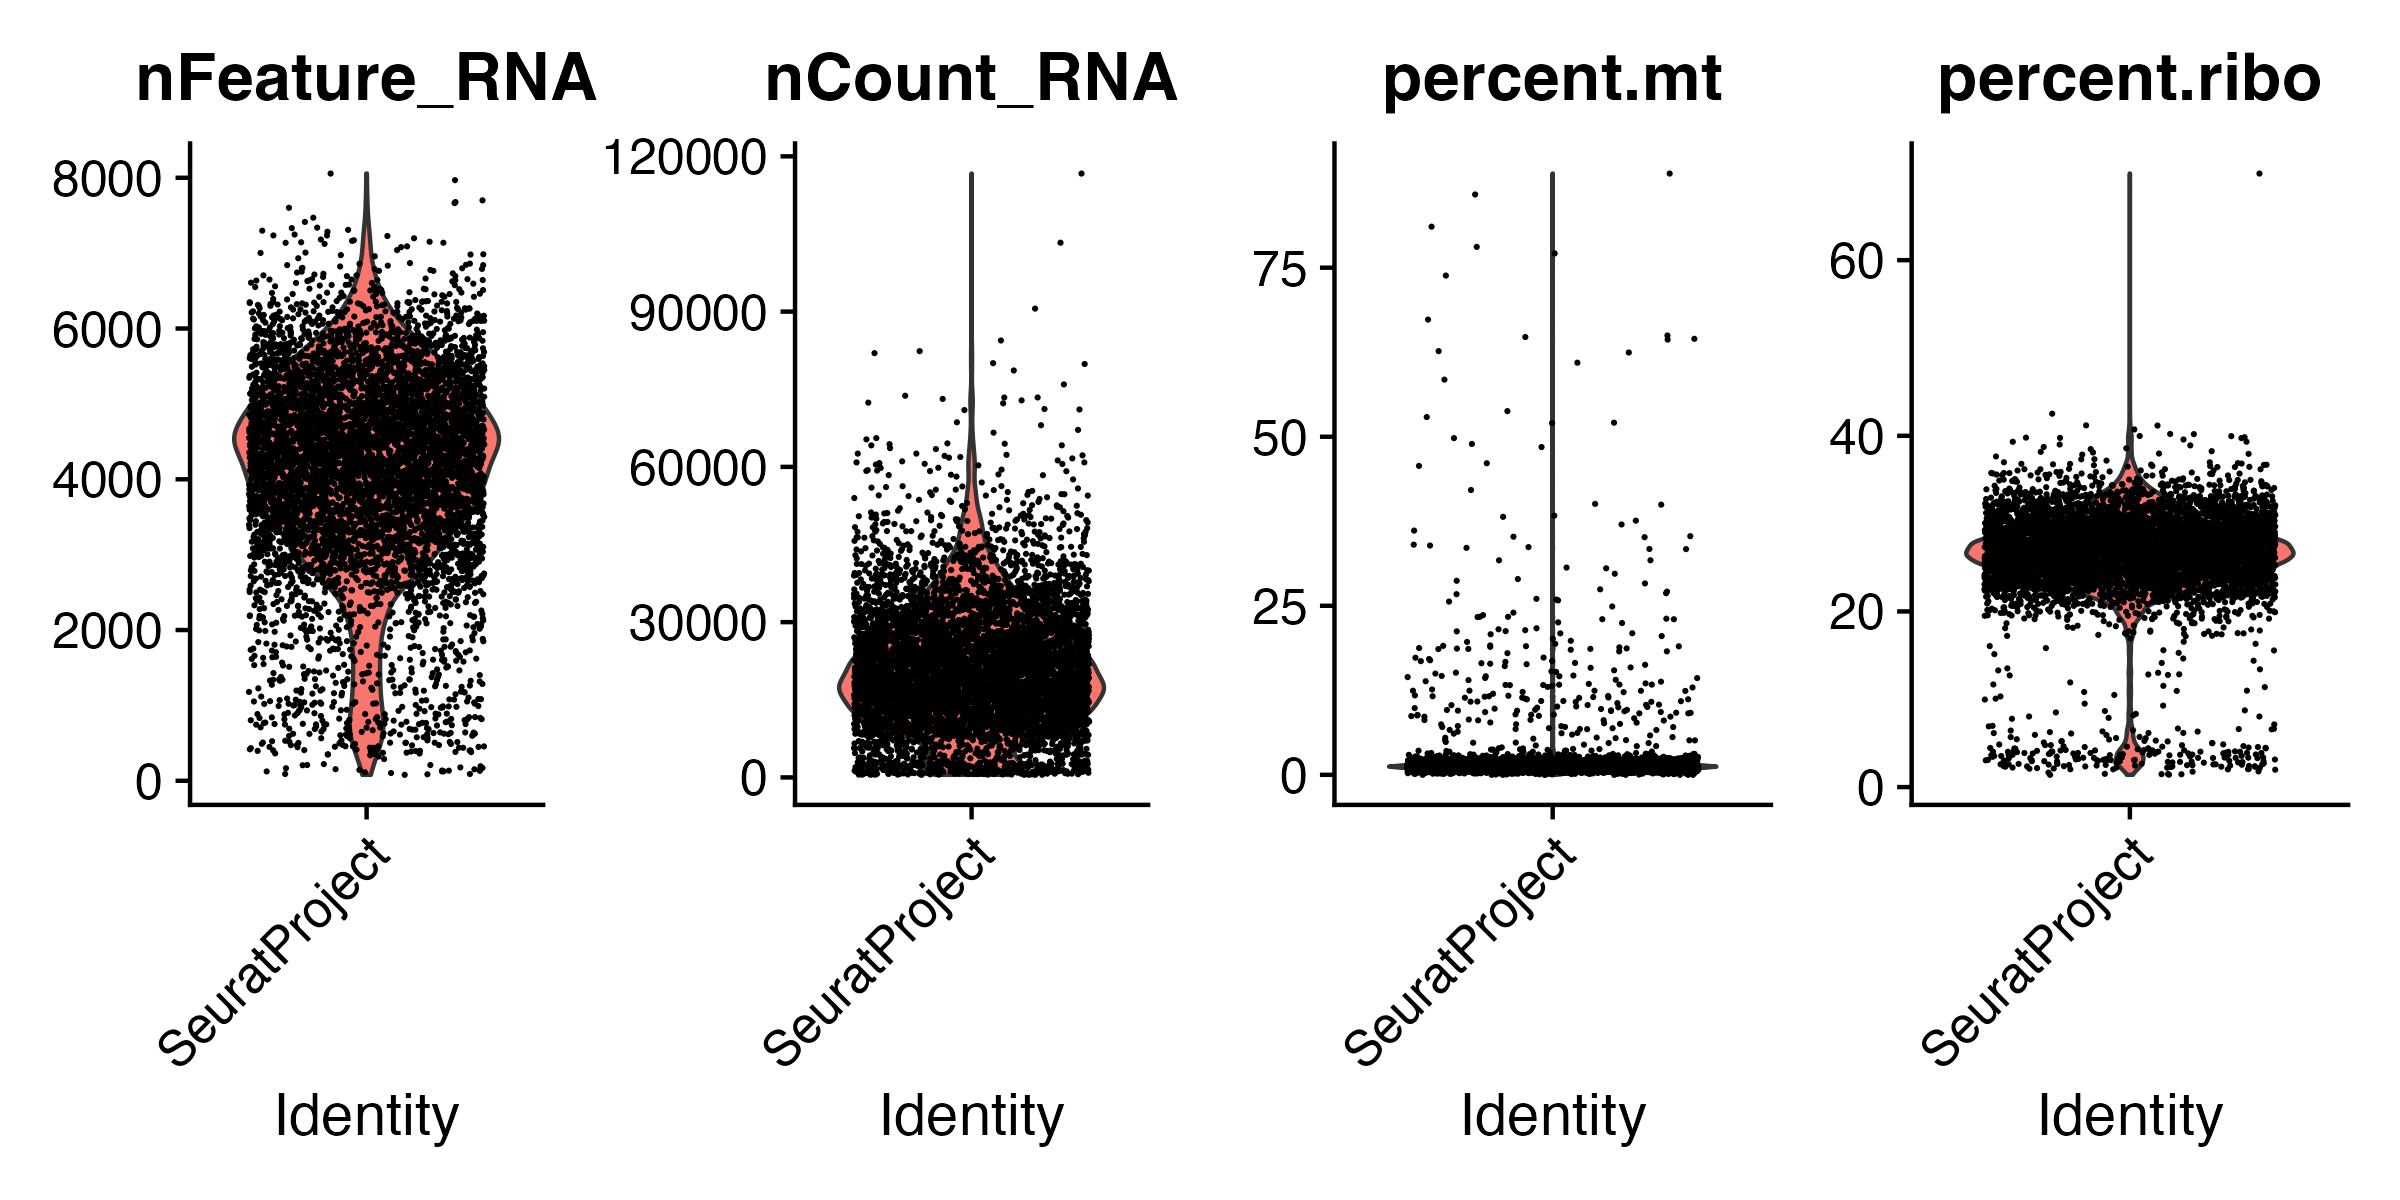 nFeature_RNA
8000
6000
4000
2000
0
SeuratProject
Identity
nCount_RNA
120000
90000
60000
30000
0
SeuratProject
Identity
percent.mt
75
50
25
0
SeuratProject
Identity
percent.ribo
60
40
20
0
SeuratProject
Identity